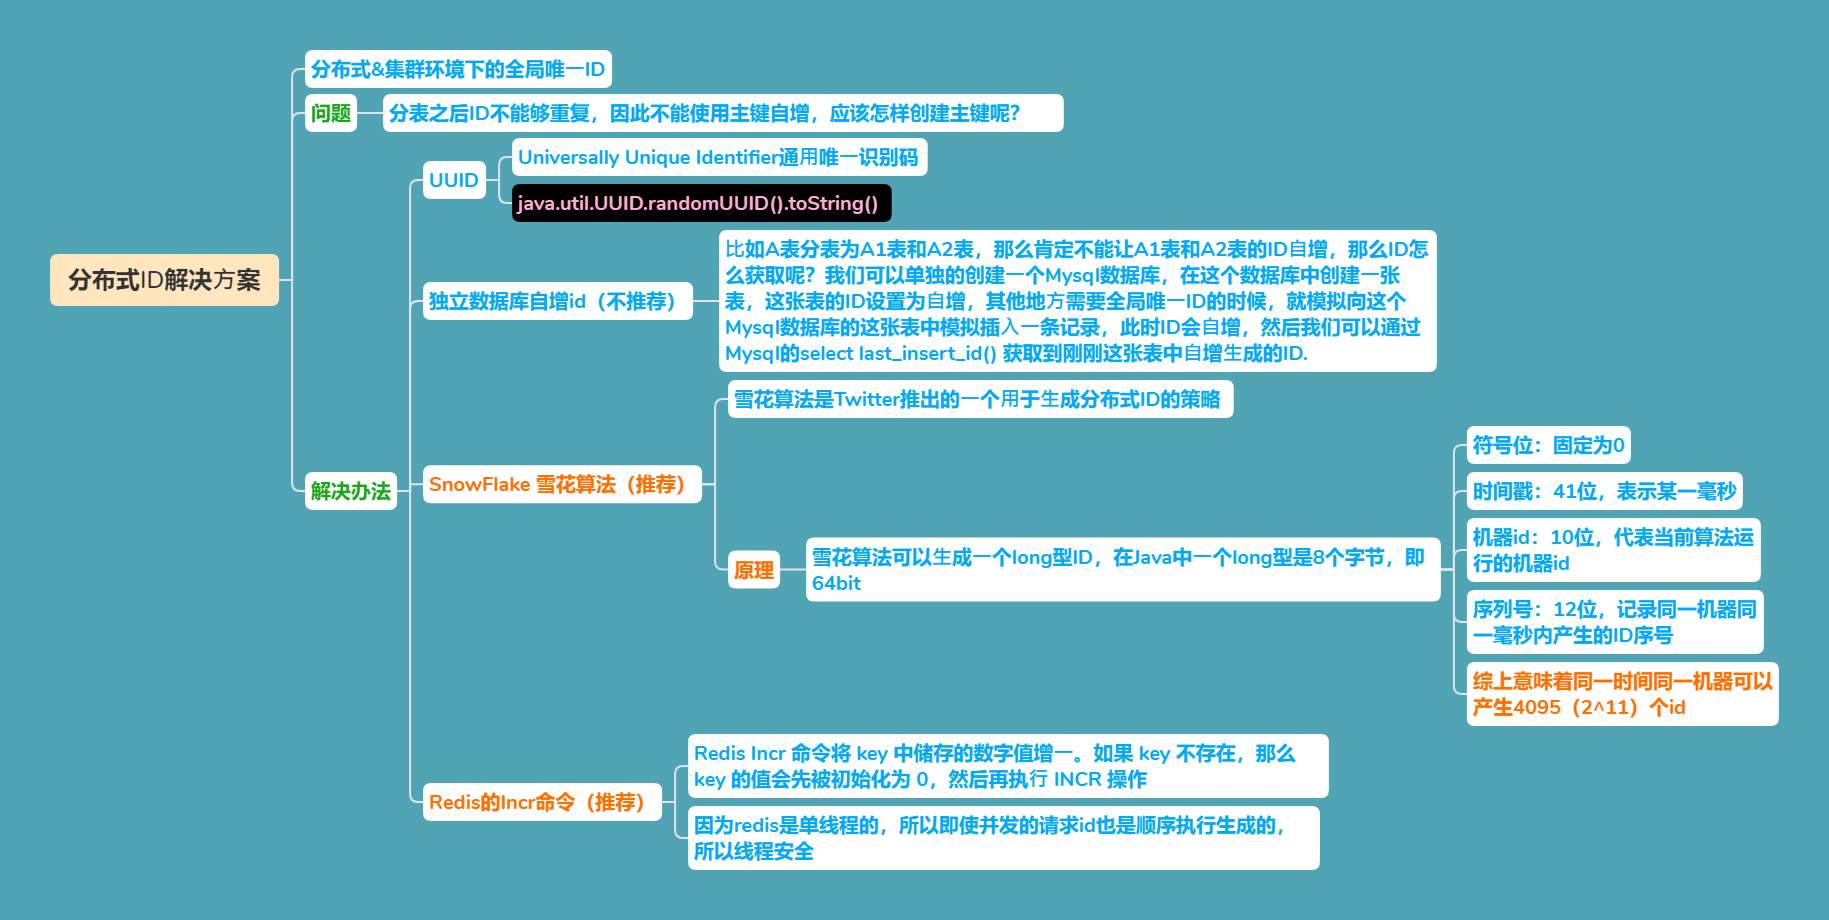 分布式ID解决方案
分布式&集群环境下的全局唯一ID
问题
分表之后ID不能够重复，因此不能使用主键自增，应该怎样创建主键呢？
解决办法
UUID
Universally Unique Identifier通用唯一识别码
java.util.UUID.randomUUID().toString()
独立数据库自增id（不推荐）
比如A表分表为A1表和A2表，那么肯定不能让A1表和A2表的ID自增，那么ID怎
么获取呢？我们可以单独的创建一个Mysql数据库，在这个数据库中创建一张
表，这张表的ID设置为自增，其他地方需要全局唯一ID的时候，就模拟向这个
Mysql数据库的这张表中模拟插入一条记录，此时ID会自增，然后我们可以通过
Mysql的select last_insert_id() 获取到刚刚这张表中自增生成的ID.
SnowFlake 雪花算法（推荐）
雪花算法是Twitter推出的一个用于生成分布式ID的策略
原理
雪花算法可以生成一个long型ID，在Java中一个long型是8个字节，即
64bit
符号位：固定为0
时间戳：41位，表示某一毫秒
机器id：10位，代表当前算法运
行的机器id
序列号：12位，记录同一机器同
一毫秒内产生的ID序号
综上意味着同一时间同一机器可以
产生4095（2^11）个id
Redis的Incr命令（推荐）
Redis Incr 命令将 key 中储存的数字值增一。如果 key 不存在，那么
key 的值会先被初始化为 0，然后再执行 INCR 操作
因为redis是单线程的，所以即使并发的请求id也是顺序执行生成的，
所以线程安全